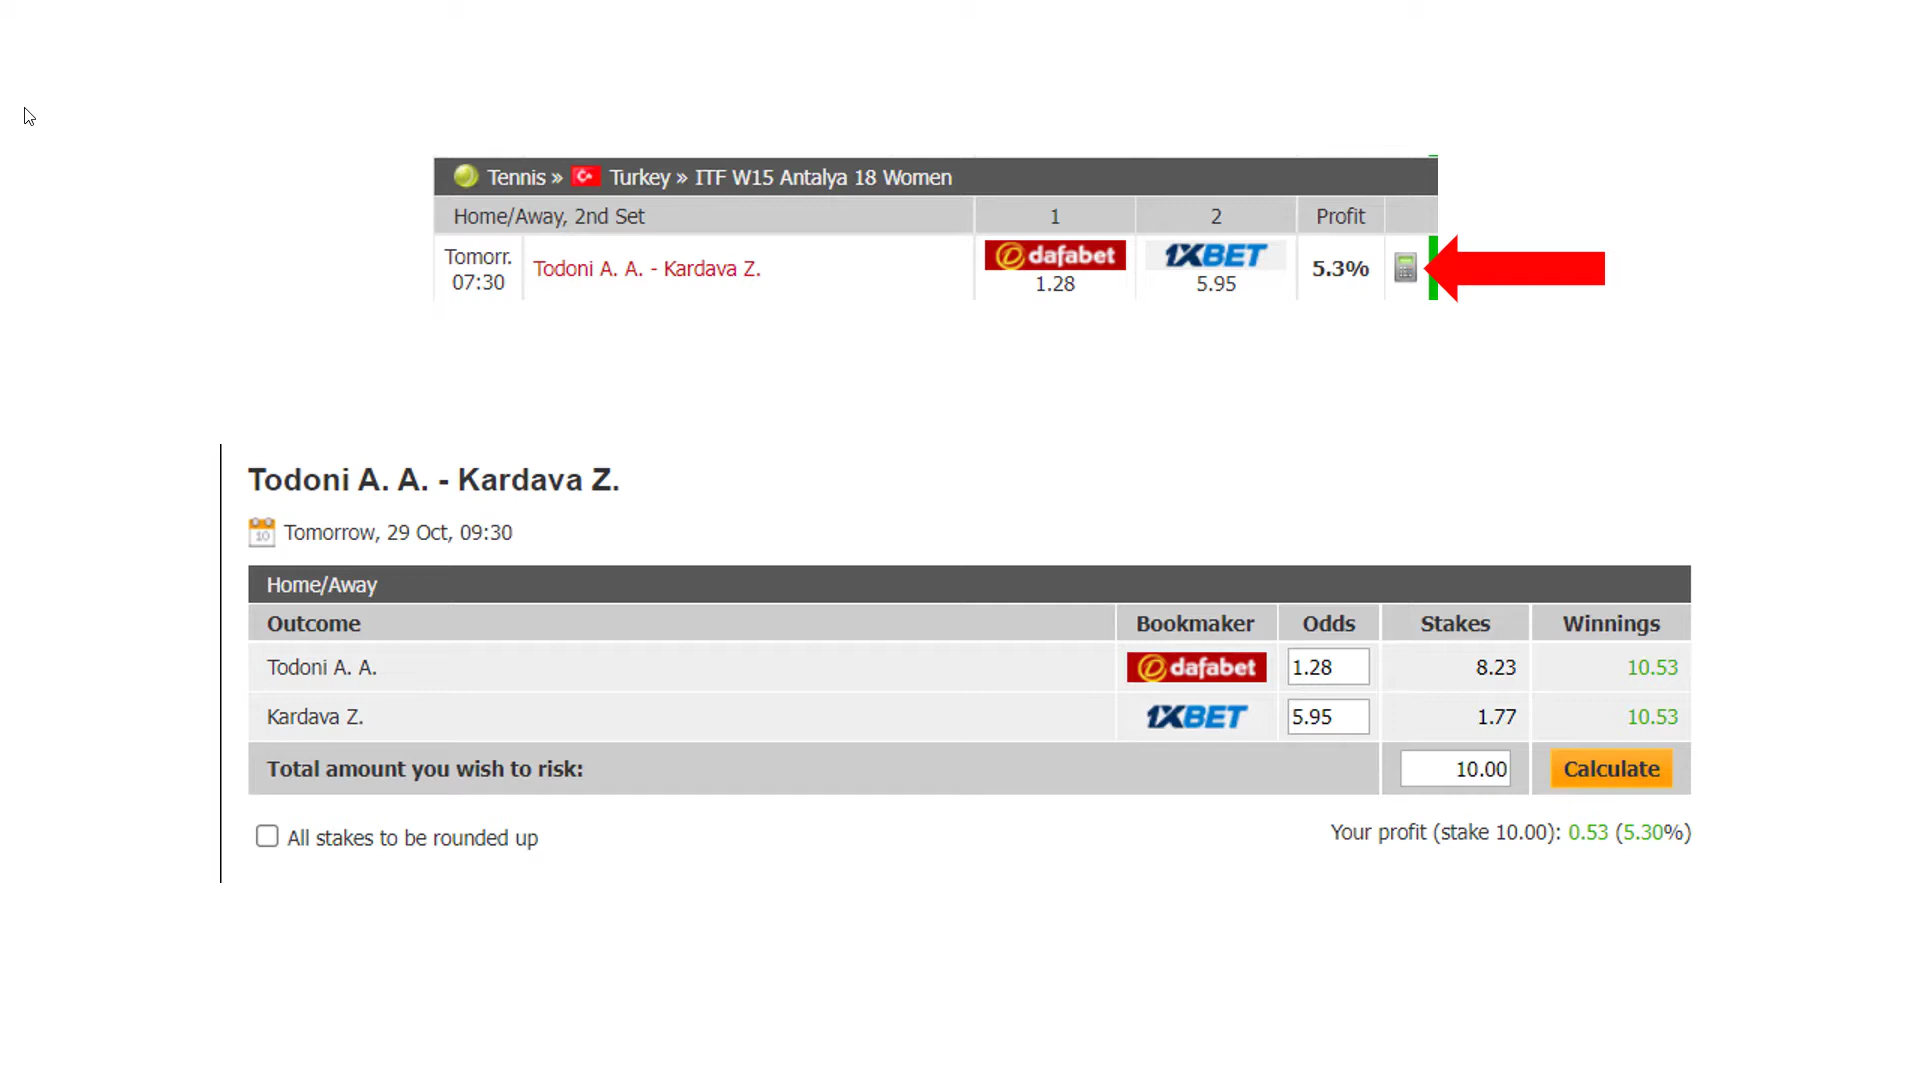 Tennis » Turkey » ITF W15 Antalya 18 Women
Home/Away, 2nd Set 1 2 Profit
Tomorr. 07:30 Todoni A. A. - Kardava Z. dafabet 1.28 1XBET 5.95 5.3%
Todoni A. A. - Kardava Z.
10 Tomorrow, 29 Oct, 09:30
Home/Away
Outcome Bookmaker Odds Stakes Winnings
Todoni A. A. dafabet 1.28 8.23 10.53
Kardava Z. 1XBET 5.95 1.77 10.53
Total amount you wish to risk: 10.00 Calculate
All stakes to be rounded up Your profit (stake 10.00): 0.53 (5.30%)